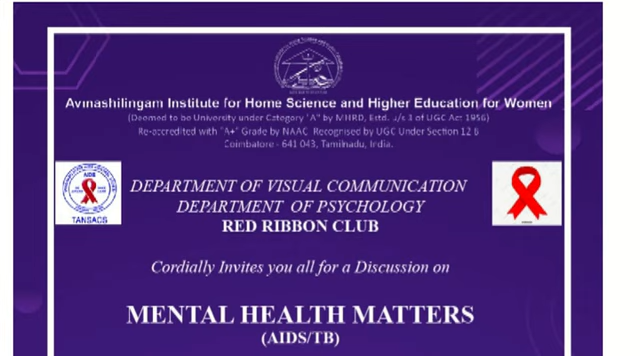 Avinashilingam Institute for Home Science and Higher Education for Women
(Deemed to be University under Category "A" by MHRD, Estd. u/s 3 of UGC Act 1956)
Re-accredited with "A+" Grade by NAAC. Recognised by UGC Under Section 12 B
Coimbatore - 641 043, Tamilnadu, India.
AIDS
TANSACS
DEPARTMENT OF VISUAL COMMUNICATION
DEPARTMENT OF PSYCHOLOGY
RED RIBBON CLUB
Cordially Invites you all for a Discussion on
MENTAL HEALTH MATTERS
(AIDS/TB)